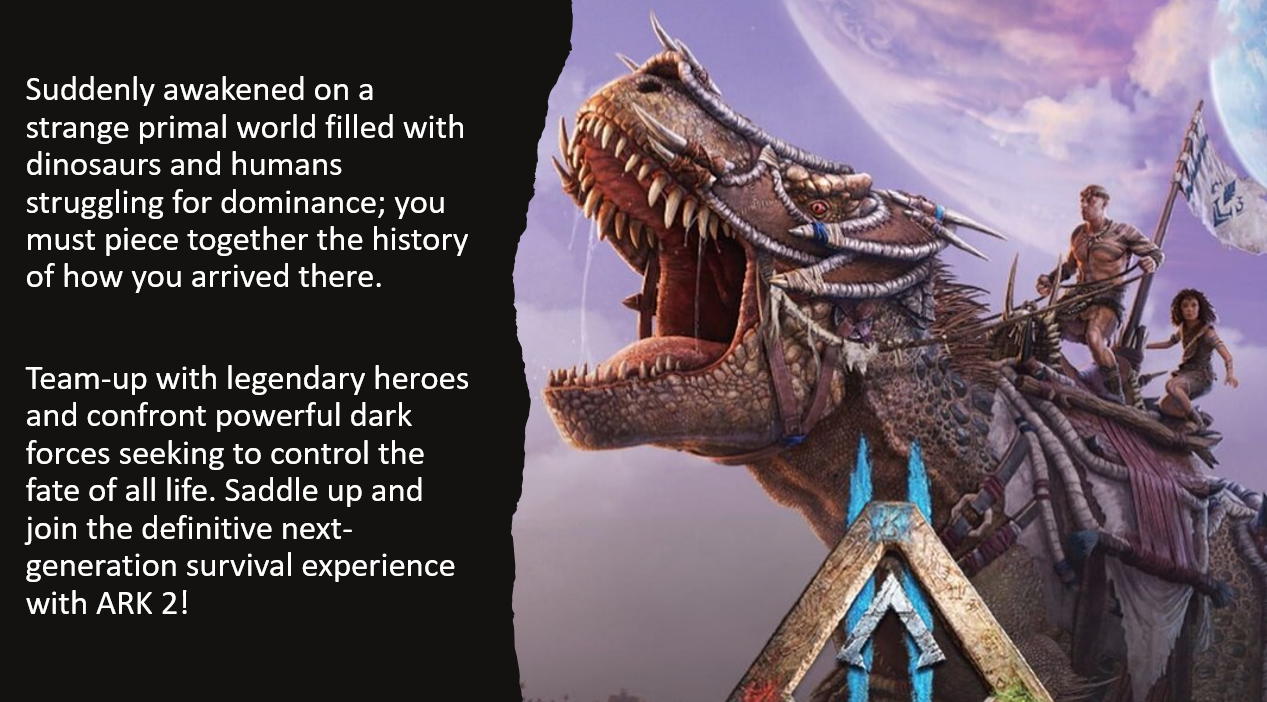 Suddenly awakened on a
strange primal world filled with
dinosaurs and humans
struggling for dominance; you
must piece together the history
of how you arrived there.
Team-up with legendary heroes
and confront powerful dark
forces seeking to control the
fate of all life. Saddle up and
join the definitive next-
generation survival experience
with ARK 2!